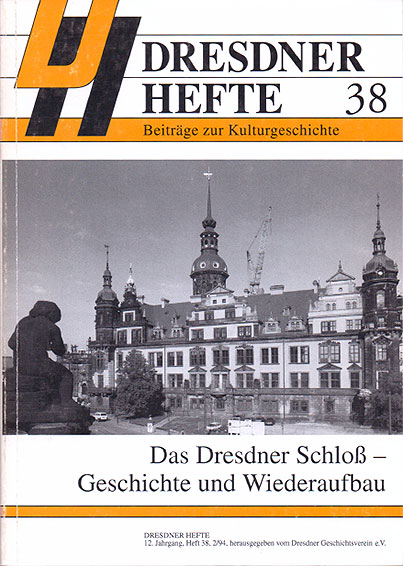 DRESDNER
HEFTE 38
Beiträge zur Kulturgeschichte
Das Dresdner Schloß –
Geschichte und Wiederaufbau
DRESDNER HEFTE
12. Jahrgang, Heft 38, 2/94, herausgegeben vom Dresdner Geschichtsverein e.V.